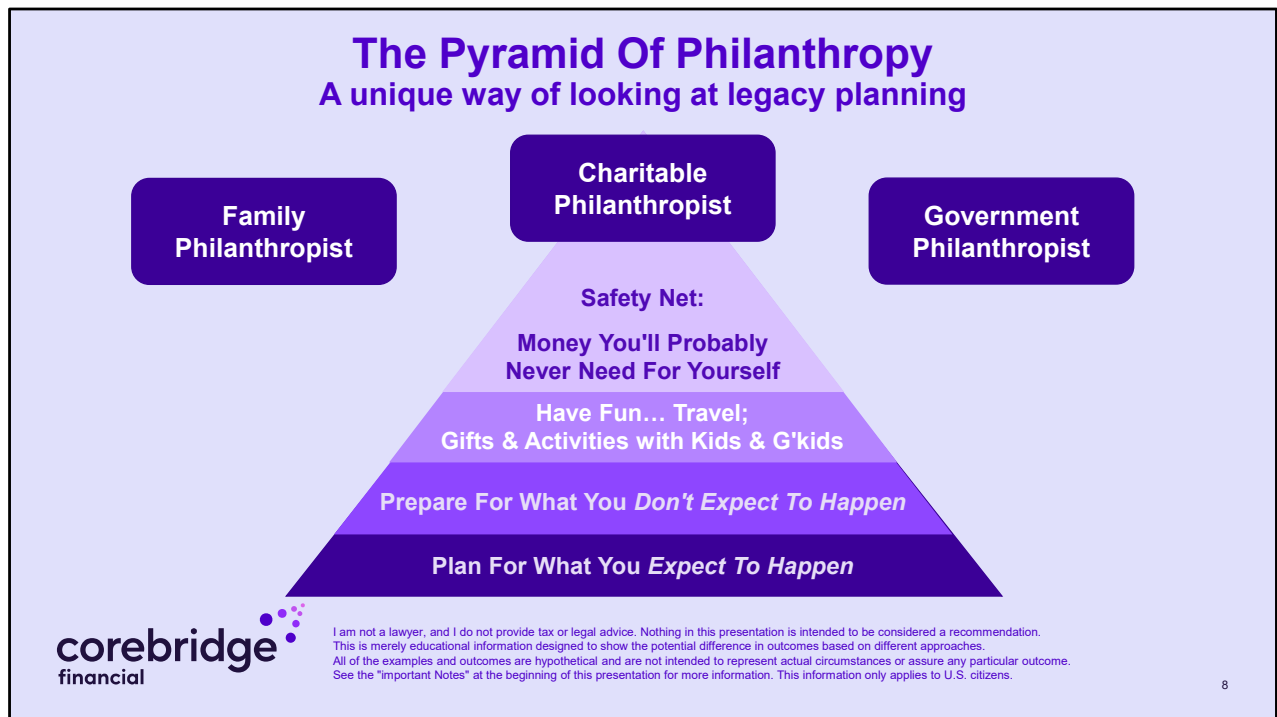 The Pyramid Of Philanthropy
A unique way of looking at legacy planning
Family
Philanthropist
Charitable
Philanthropist
Government
Philanthropist
Safety Net:
Money You'll Probably
Never Need For Yourself
Have Fun… Travel;
Gifts & Activities with Kids & G'kids
Prepare For What You Don't Expect To Happen
Plan For What You Expect To Happen
corebridge
financial
I am not a lawyer, and I do not provide tax or legal advice. Nothing in this presentation is intended to be considered a recommendation.
This is merely educational information designed to show the potential difference in outcomes based on different approaches.
All of the examples and outcomes are hypothetical and are not intended to represent actual circumstances or assure any particular outcome.
See the "important Notes" at the beginning of this presentation for more information. This information only applies to U.S. citizens.
8